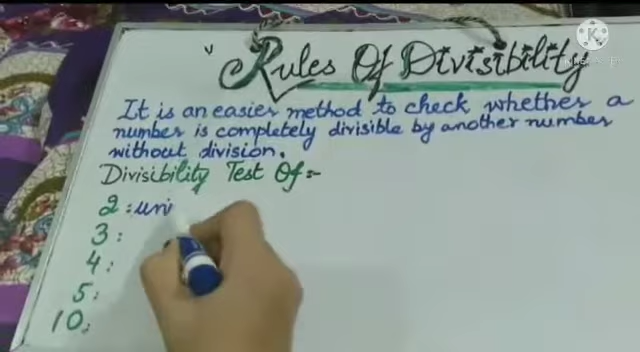 " Rules Of Divisibility
It is an easier method to check whether a
number is completely divisible by another number
without division.
Divisibility Test Of :-
2 : uni
3 :
4 :
5 :
10 :